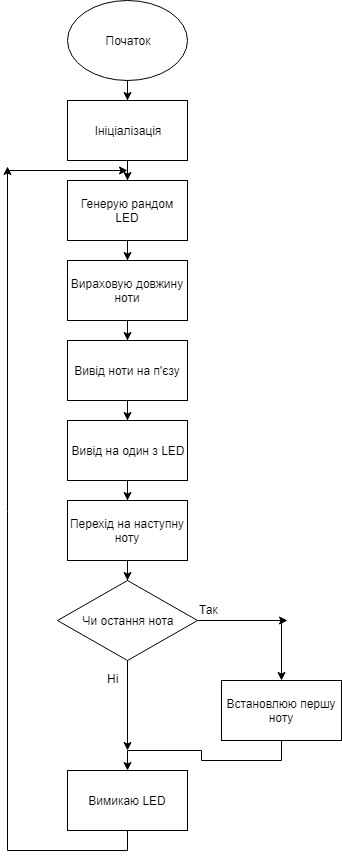 Початок
Ініціалізація
Генерую рандом
LED
Вираховую довжину
ноти
Вивід ноти на п'єзу
Вивід на один з LED
Перехід на наступну
ноту
Чи остання нота
Так
Ні
Встановлюю першу
ноту
Вимикаю LED